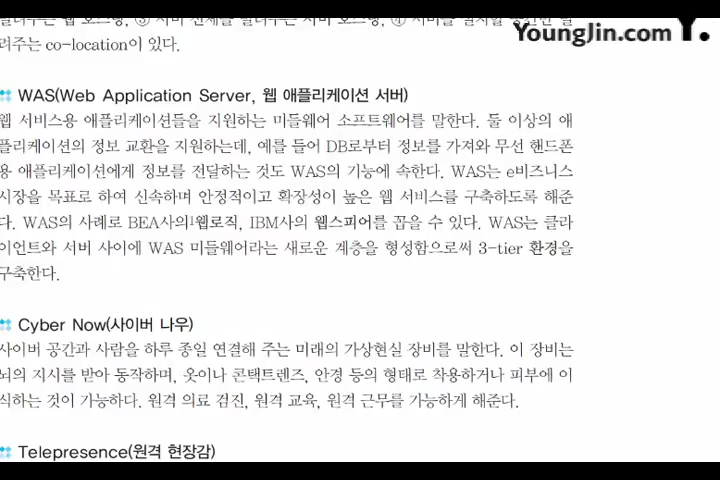 YoungJin.com Y.
려주는 co-location이 있다.
WAS(Web Application Server, 웹 애플리케이션 서버)
웹 서비스용 애플리케이션들을 지원하는 미들웨어 소프트웨어를 말한다. 둘 이상의 애
플리케이션의 정보 교환을 지원하는데, 예를 들어 DB로부터 정보를 가져와 무선 핸드폰
용 애플리케이션에게 정보를 전달하는 것도 WAS의 기능에 속한다. WAS는 e비즈니스
시장을 목표로 하여 신속하며 안정적이고 확장성이 높은 웹 서비스를 구축하도록 해준
다. WAS의 사례로 BEA사의 웹로직, IBM사의 웹스피어를 꼽을 수 있다. WAS는 클라
이언트와 서버 사이에 WAS 미들웨어라는 새로운 계층을 형성함으로써 3-tier 환경을
구축한다.
Cyber Now(사이버 나우)
사이버 공간과 사람을 하루 종일 연결해 주는 미래의 가상현실 장비를 말한다. 이 장비는
뇌의 지시를 받아 동작하며, 옷이나 콘택트렌즈, 안경 등의 형태로 착용하거나 피부에 이
식하는 것이 가능하다. 원격 의료 검진, 원격 교육, 원격 근무를 가능하게 해준다.
Telepresence(원격 현장감)